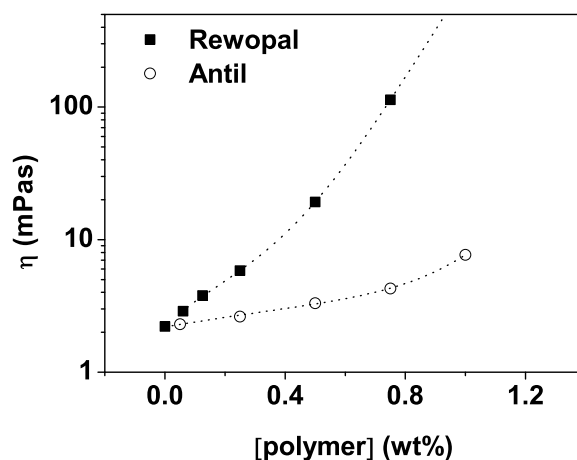 Rewopal
Antil
100
10
1
η (mPas)
0.0 0.4 0.8 1.2
[polymer] (wt%)